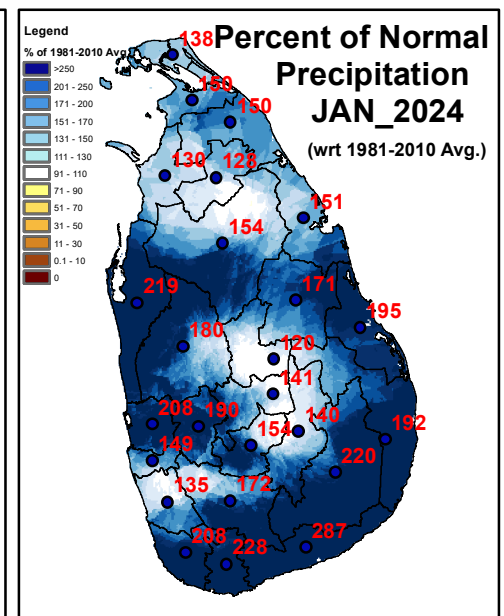 Percent of Normal
Precipitation
JAN_2024
(wrt 1981-2010 Avg.)
Legend
% of 1981-2010 Avg.
>250
201 - 250
171 - 200
151 - 170
131 - 150
111 - 130
91 - 110
71 - 90
51 - 70
31 - 50
11 - 30
0.1 - 10
0
138
150
150
130
128
151
154
219
171
195
180
120
141
208
190
140
192
154
149
220
135
172
287
208
228